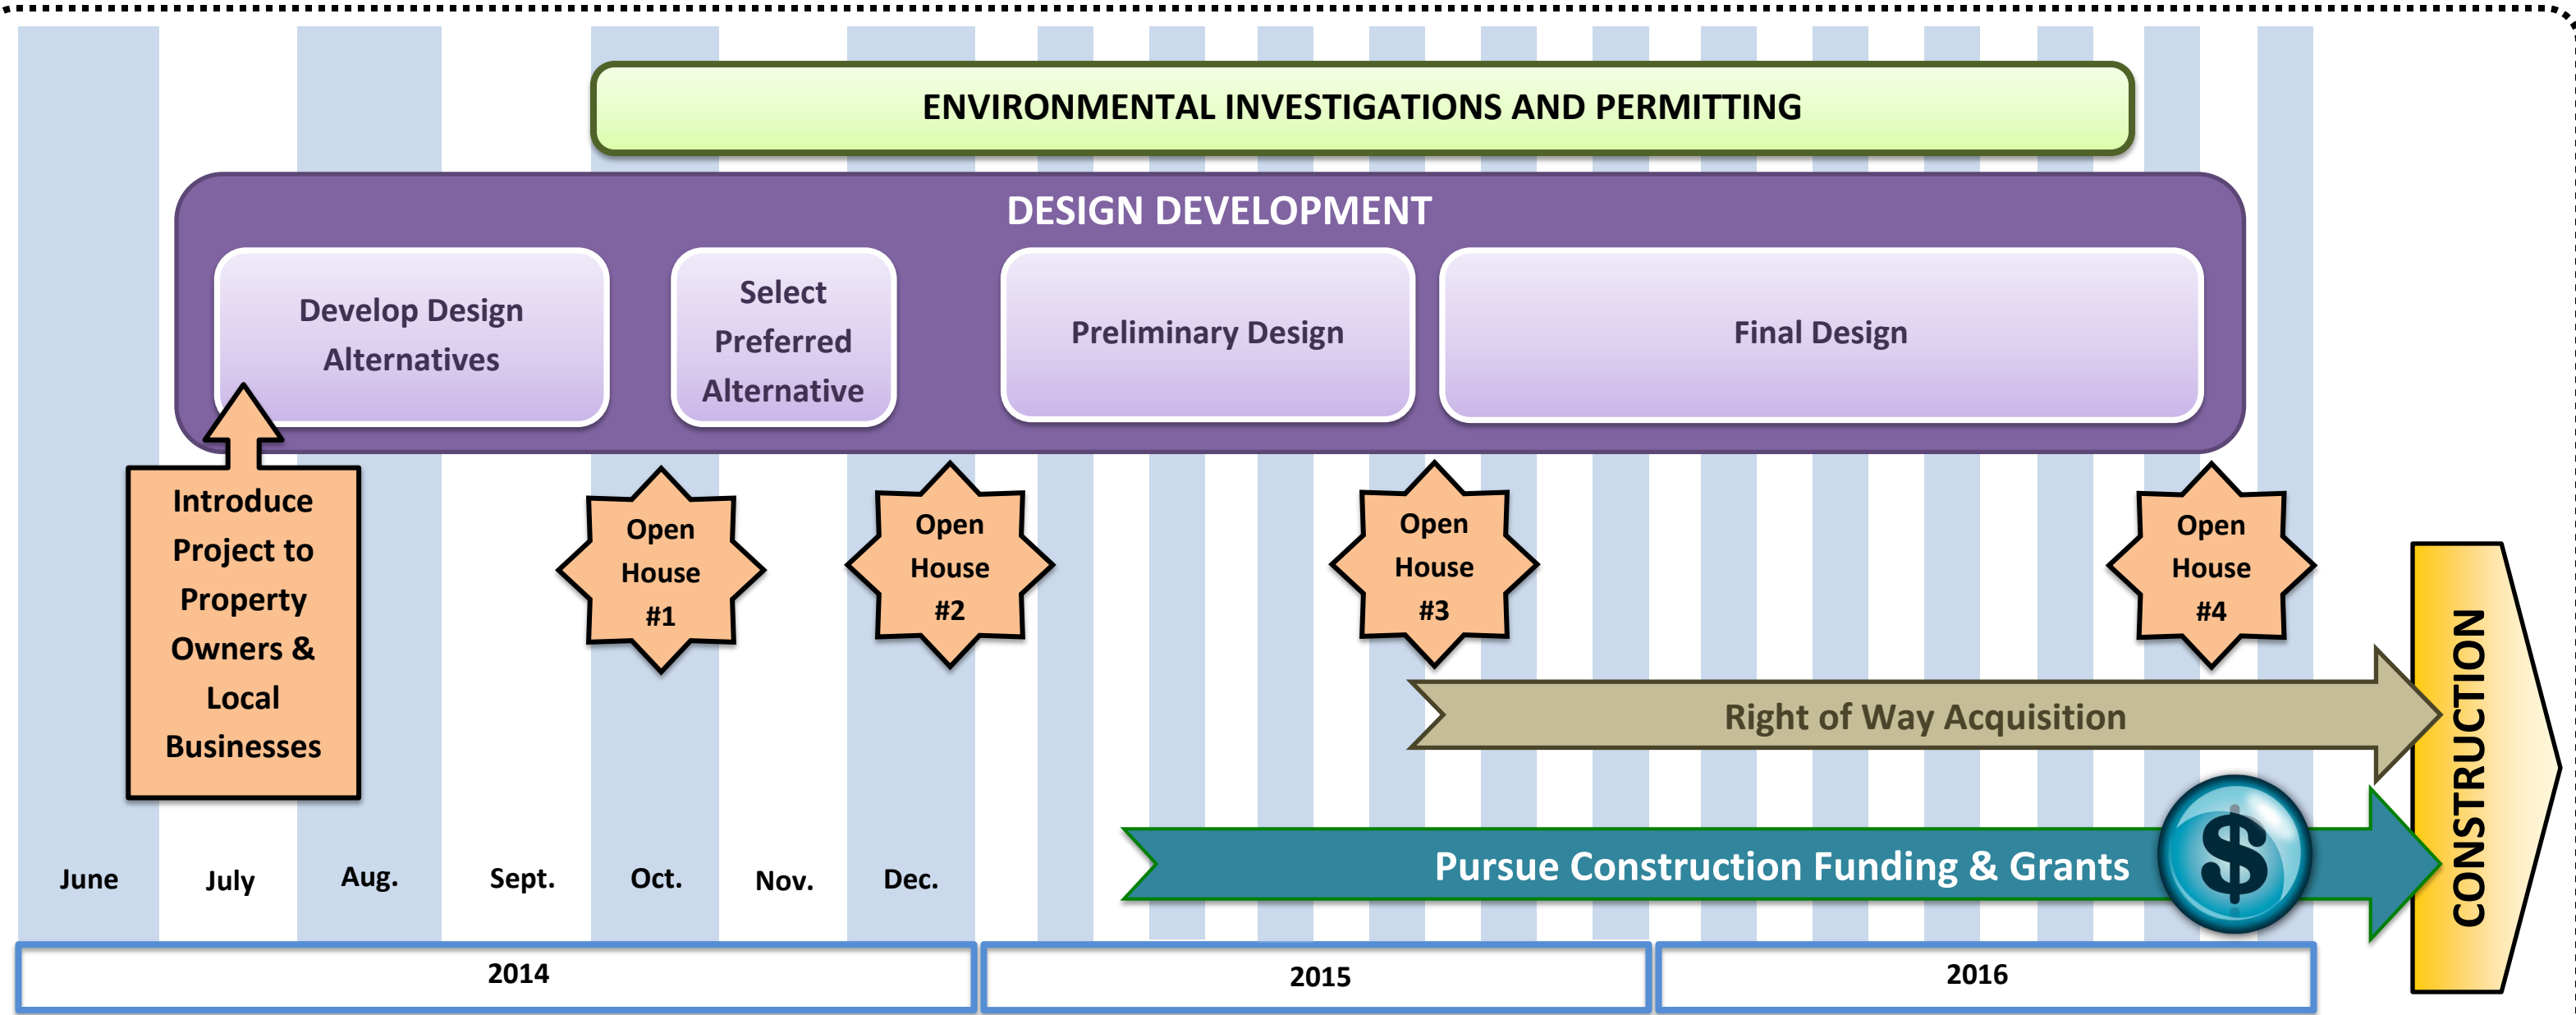 ENVIRONMENTAL INVESTIGATIONS AND PERMITTING
DESIGN DEVELOPMENT
Develop Design
Alternatives
Select
Preferred
Alternative
Preliminary Design
Final Design
Introduce
Project to
Property
Owners &
Local
Businesses
Open
House
#1
Open
House
#2
Open
House
#3
Open
House
#4
Right of Way Acquisition
Pursue Construction Funding & Grants
$
CONSTRUCTION
June
July
Aug.
Sept.
Oct.
Nov.
Dec.
2014
2015
2016